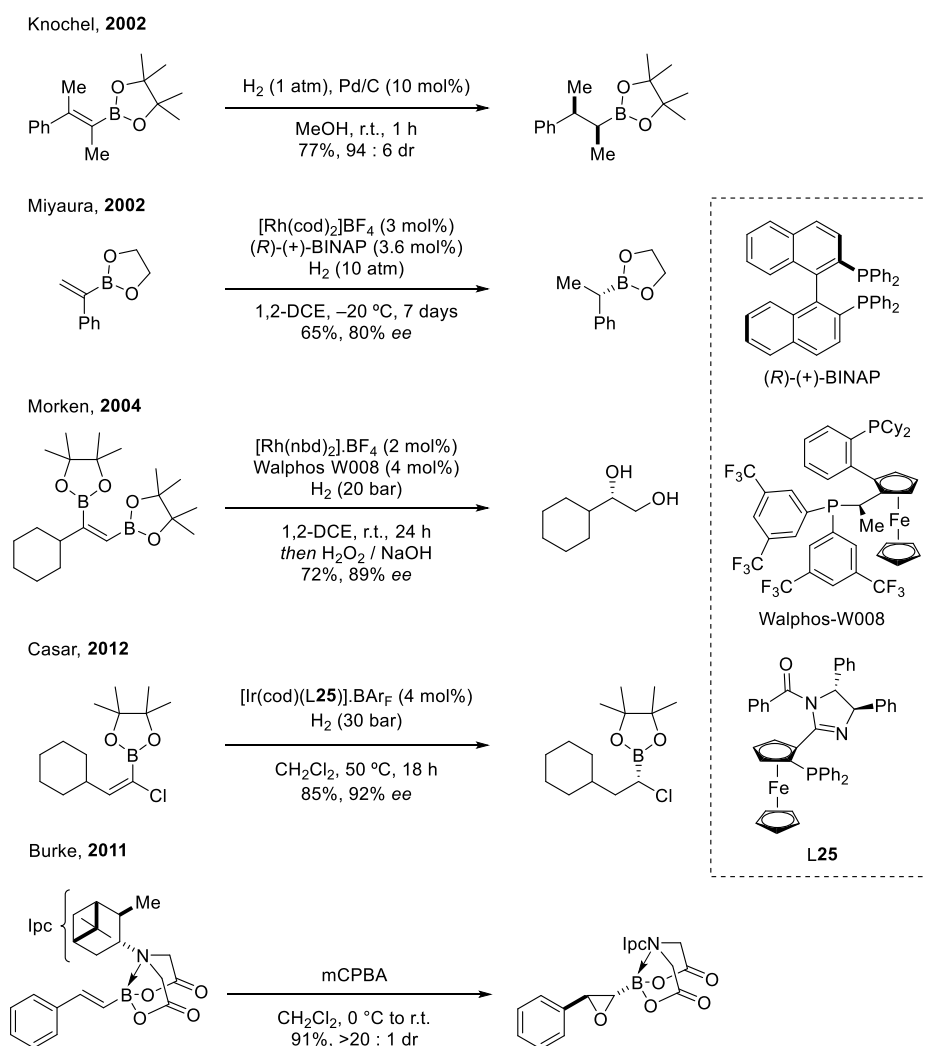 Knochel, 2002
Me
Ph
Me
B
O
O
H2 (1 atm), Pd/C (10 mol%)
MeOH, r.t., 1 h
77%, 94 : 6 dr
Me
Ph
Me
B
O
O
Miyaura, 2002
B
O
O
Ph
[Rh(cod)2]BF4 (3 mol%)
(R)-(+)-BINAP (3.6 mol%)
H2 (10 atm)
1,2-DCE, –20 ºC, 7 days
65%, 80% ee
Me
B
O
O
Ph
PPh2
PPh2
(R)-(+)-BINAP
Morken, 2004
O
O
B
O
B
O
[Rh(nbd)2].BF4 (2 mol%)
Walphos W008 (4 mol%)
H2 (20 bar)
1,2-DCE, r.t., 24 h
then H2O2 / NaOH
72%, 89% ee
OH
OH
PCy2
F3C
P
Me
Fe
F3C
F3C
CF3
Walphos-W008
Casar, 2012
O
O
B
Cl
[Ir(cod)(L25)].BArF (4 mol%)
H2 (30 bar)
CH2Cl2, 50 ºC, 18 h
85%, 92% ee
O
O
B
Cl
O
Ph
Ph
N
Ph
N
PPh2
Fe
L25
Burke, 2011
Ipc
Me
N
B
O
O
O
O
mCPBA
CH2Cl2, 0 °C to r.t.
91%, >20 : 1 dr
IpcN
B
O
O
O
O
O